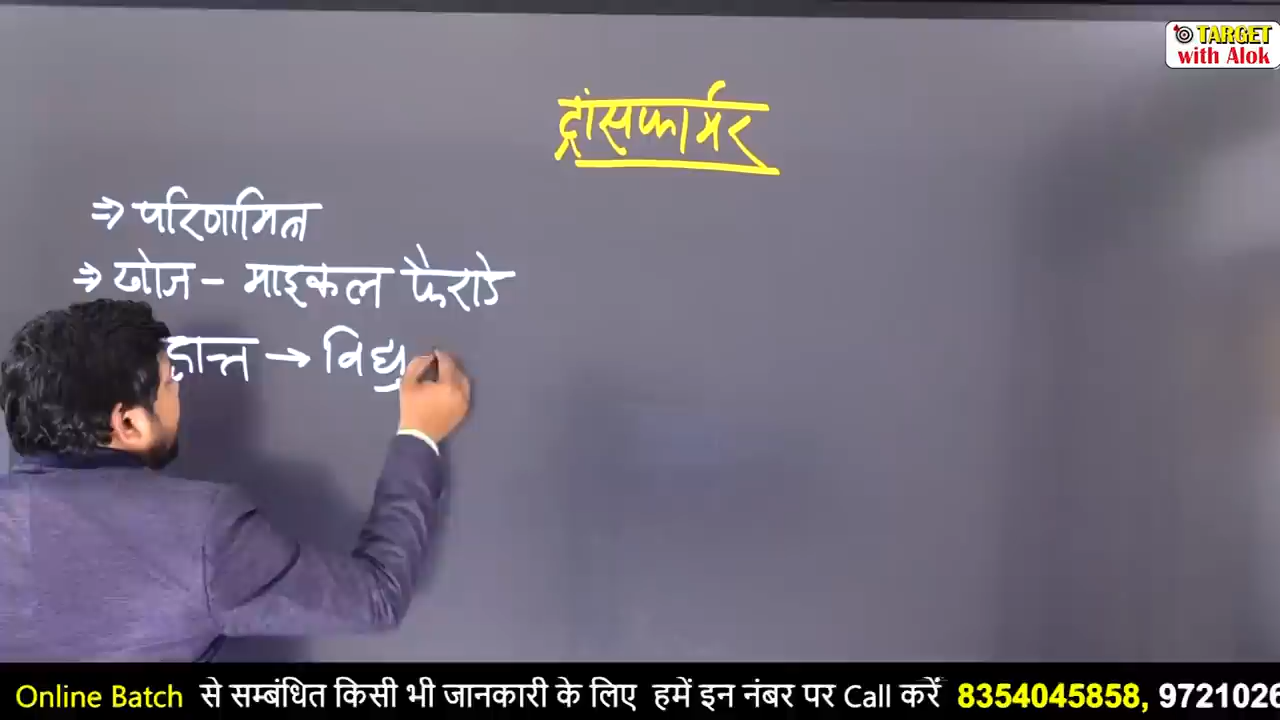 TARGET
with Alok
ट्रांसफार्मर
⇒ परिणामित्र
⇒ खोज - माइकल फैराडे
→ विद्यु
Online Batch से सम्बंधित किसी भी जानकारी के लिए हमें इन नंबर पर Call करें 8354045858, 9721026